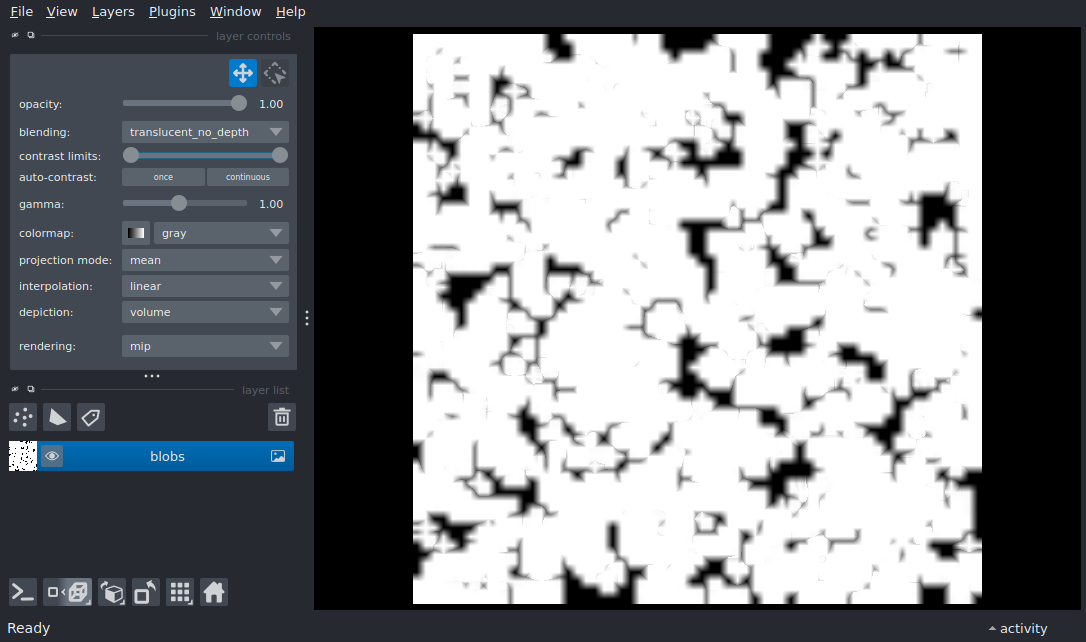 File View Layers Plugins Window Help
layer controls
opacity: 1.00
blending: translucent_no_depth
contrast limits:
auto-contrast: once continuous
gamma: 1.00
colormap: gray
projection mode: mean
interpolation: linear
depiction: volume
rendering: mip
layer list
blobs
Ready
activity